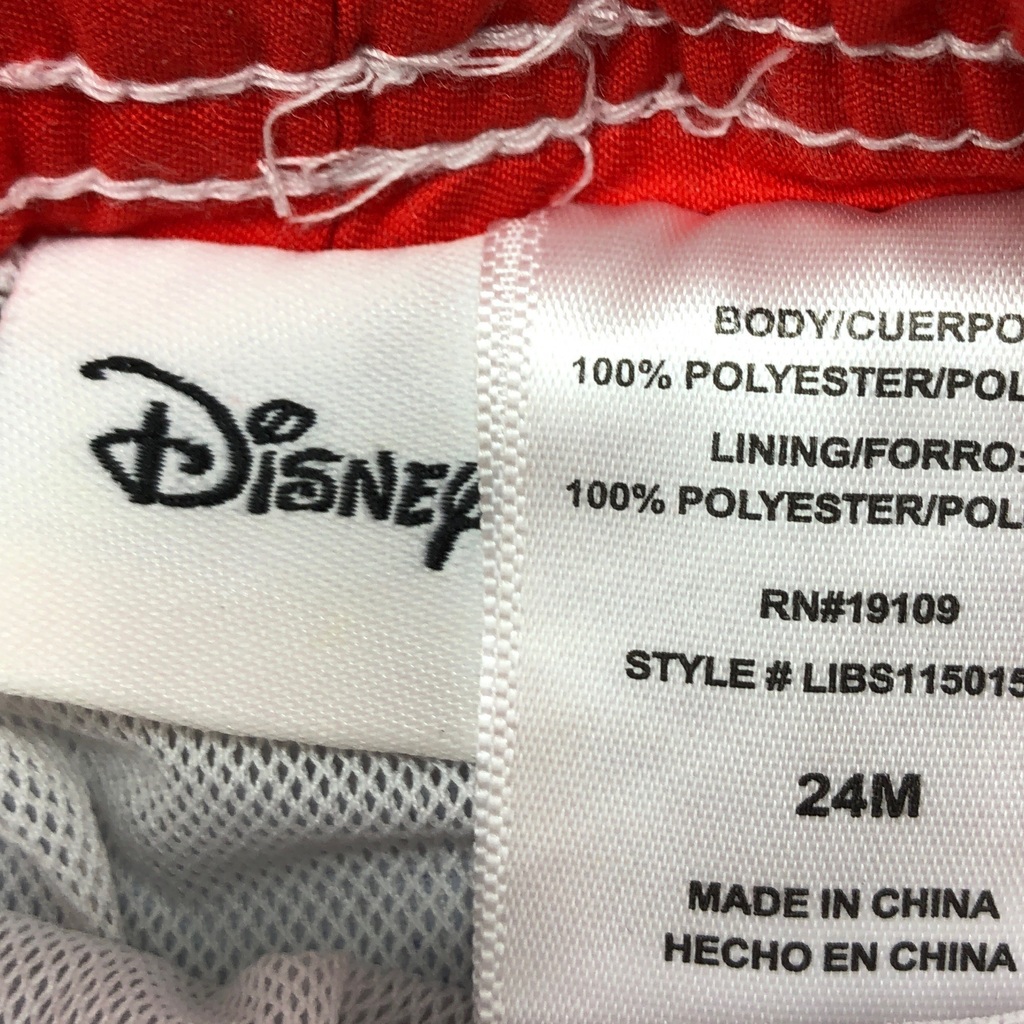 DISNEY
BODY/CUERPO
100% POLYESTER/POL
LINING/FORRO:
100% POLYESTER/POL
RN#19109
STYLE # LIBS115015
24M
MADE IN CHINA
HECHO EN CHINA